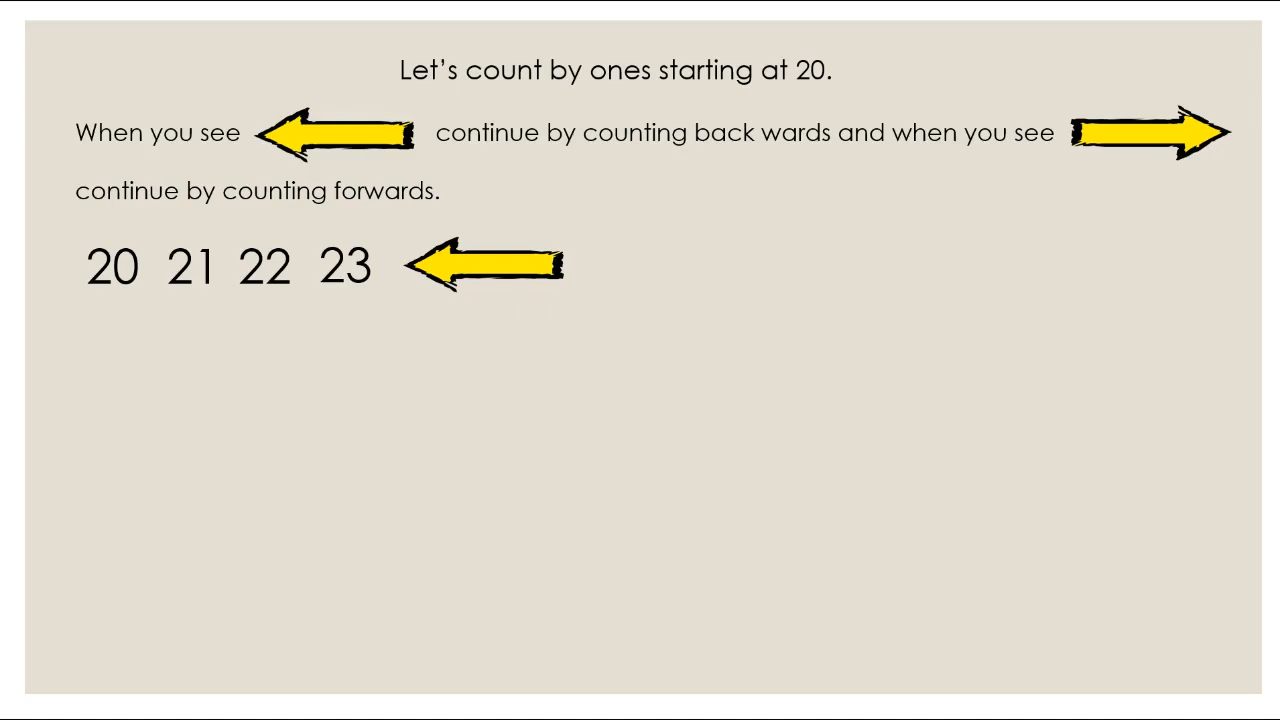 Let’s count by ones starting at 20.
When you see continue by counting back wards and when you see
continue by counting forwards.
20 21 22 23